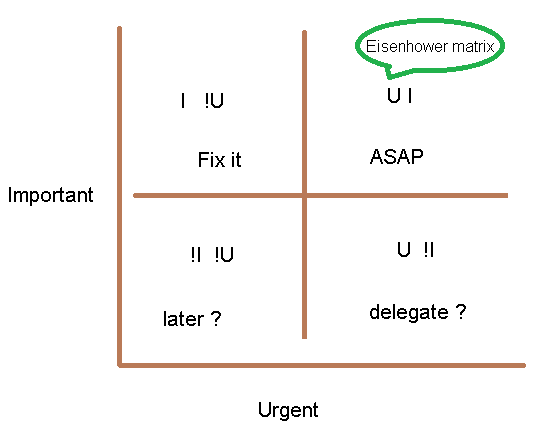 Eisenhower matrix
I !U
U I
Fix it
ASAP
Important
!I !U
U !I
later ?
delegate ?
Urgent